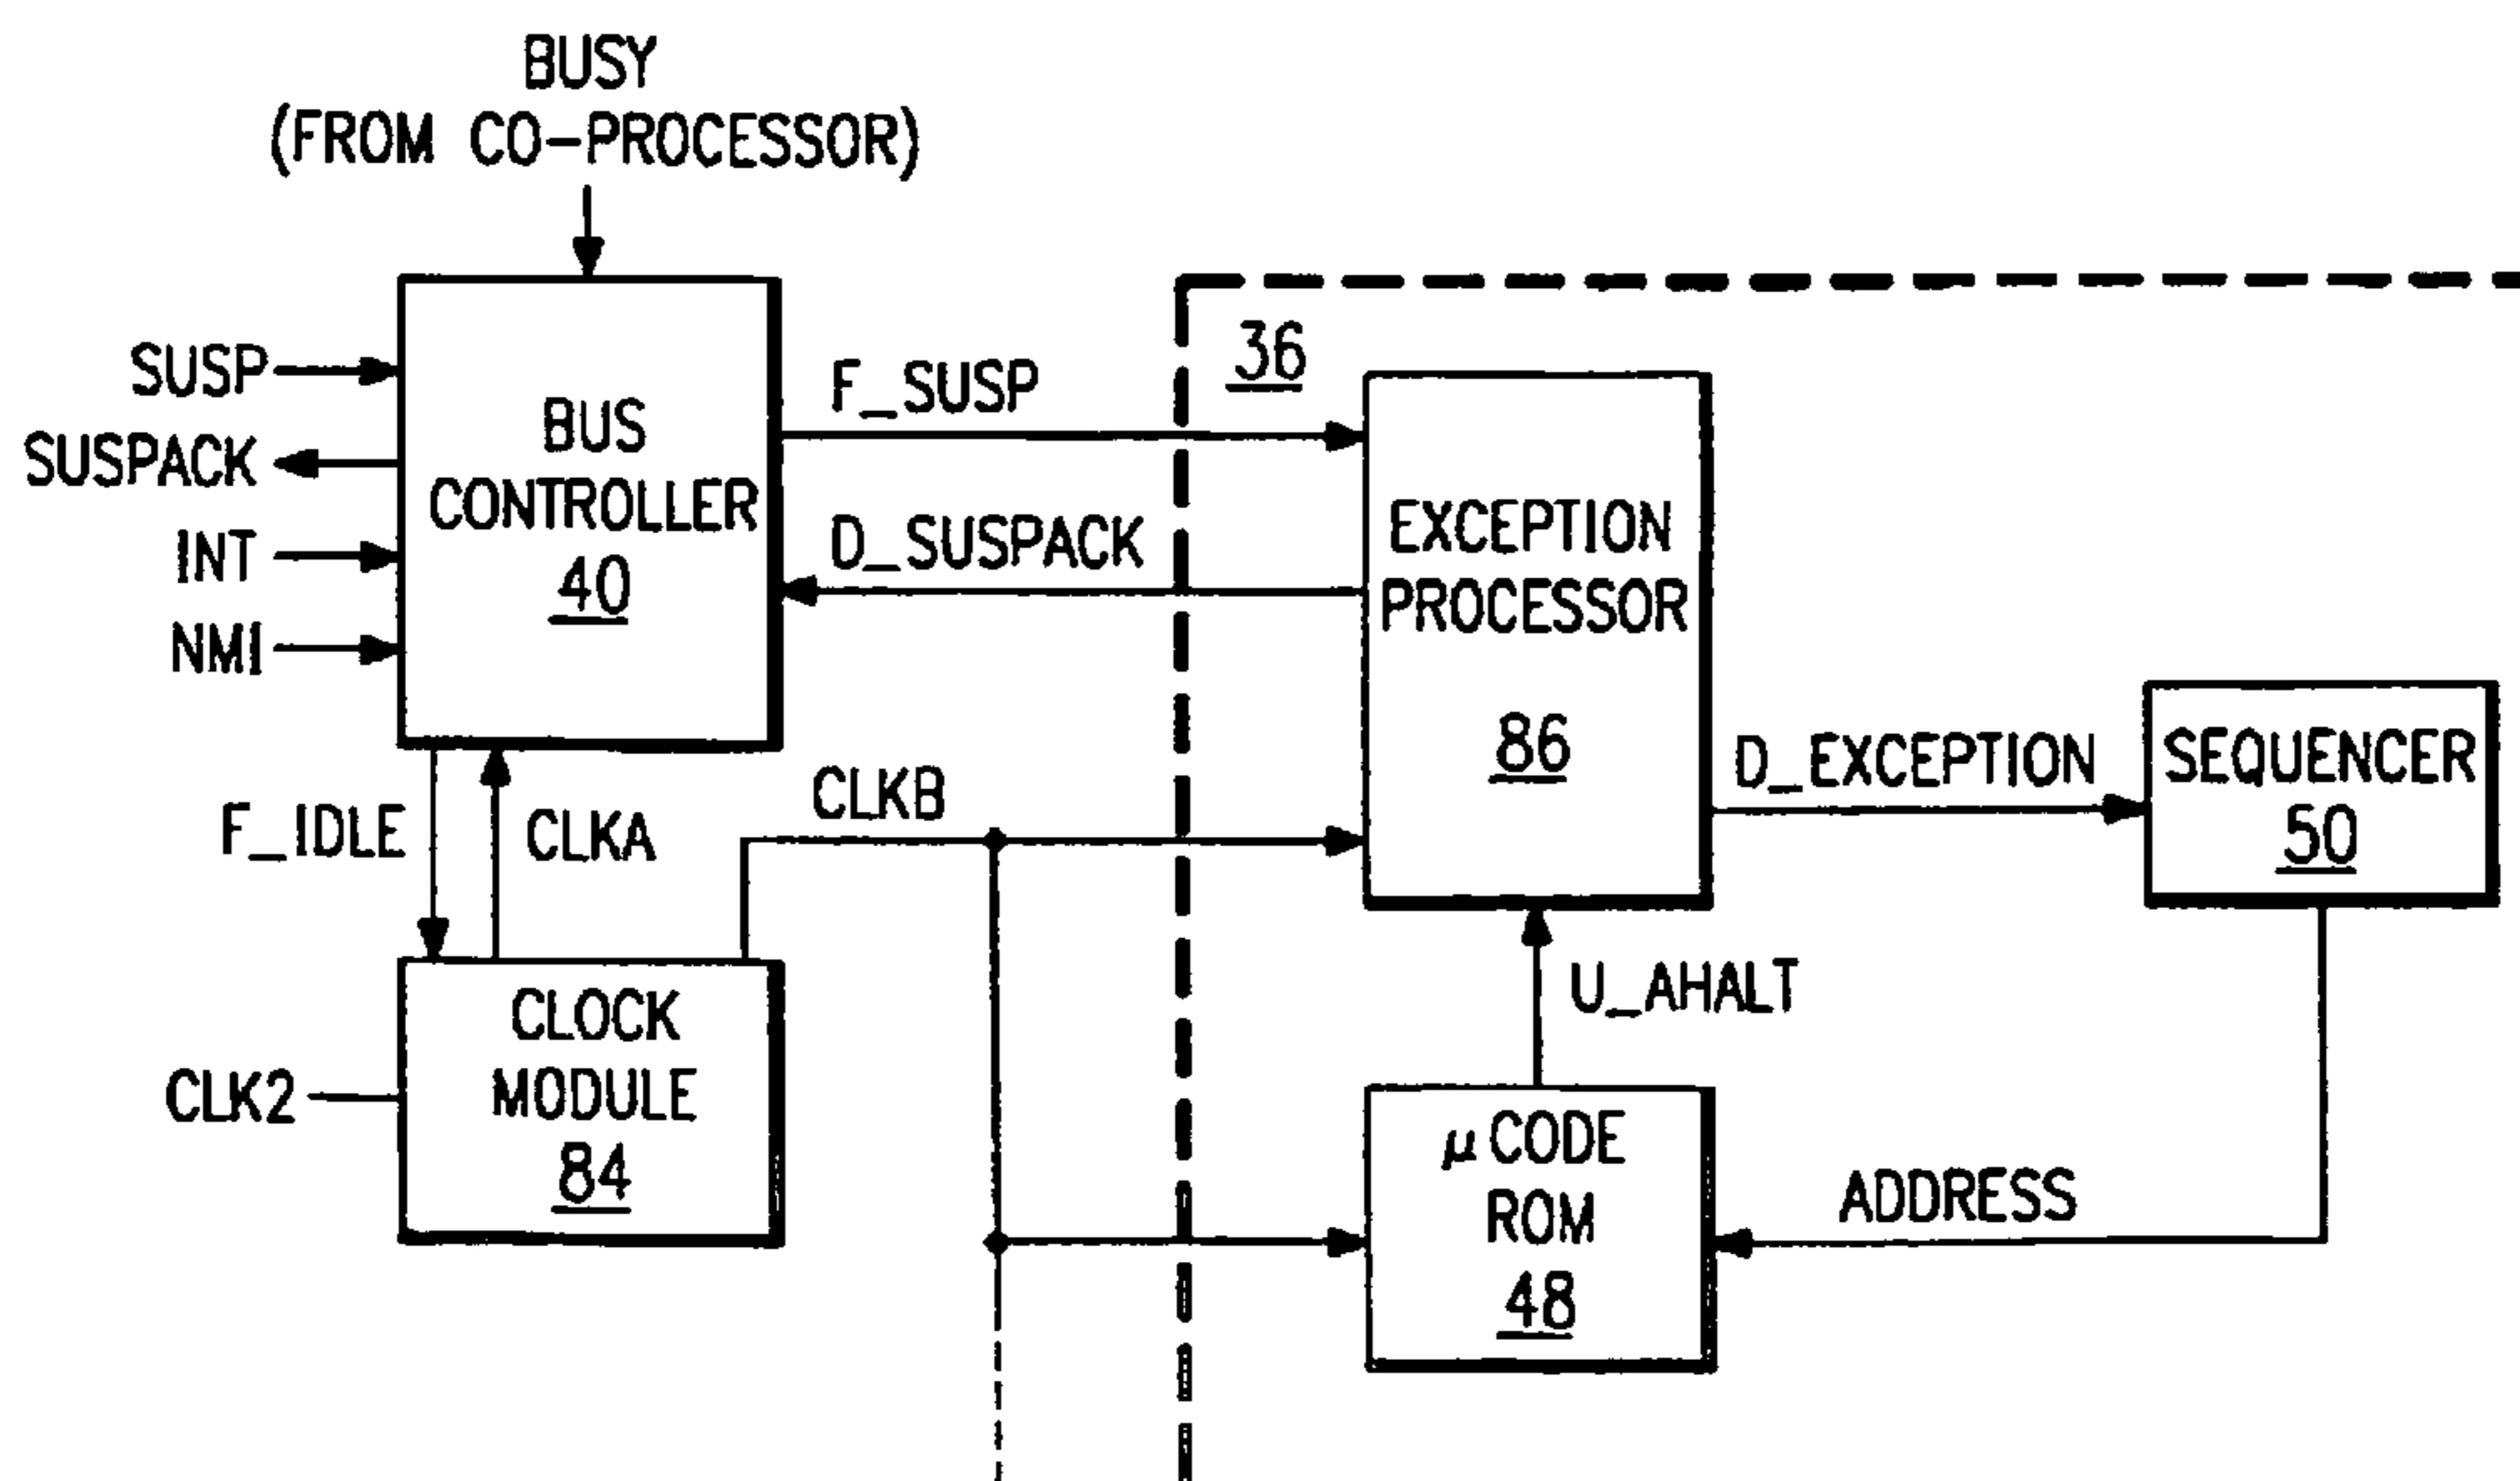 BUSY
(FROM CO-PROCESSOR)
SUSP
SUSPACK
INT
NMI
BUS
CONTROLLER
40
F_SUSP
D_SUSPACK
36
EXCEPTION
PROCESSOR
86
D_EXCEPTION
SEQUENCER
50
F_IDLE
CLKA
CLKB
CLK2
CLOCK
MODULE
84
U_AHALT
μCODE
ROM
48
ADDRESS